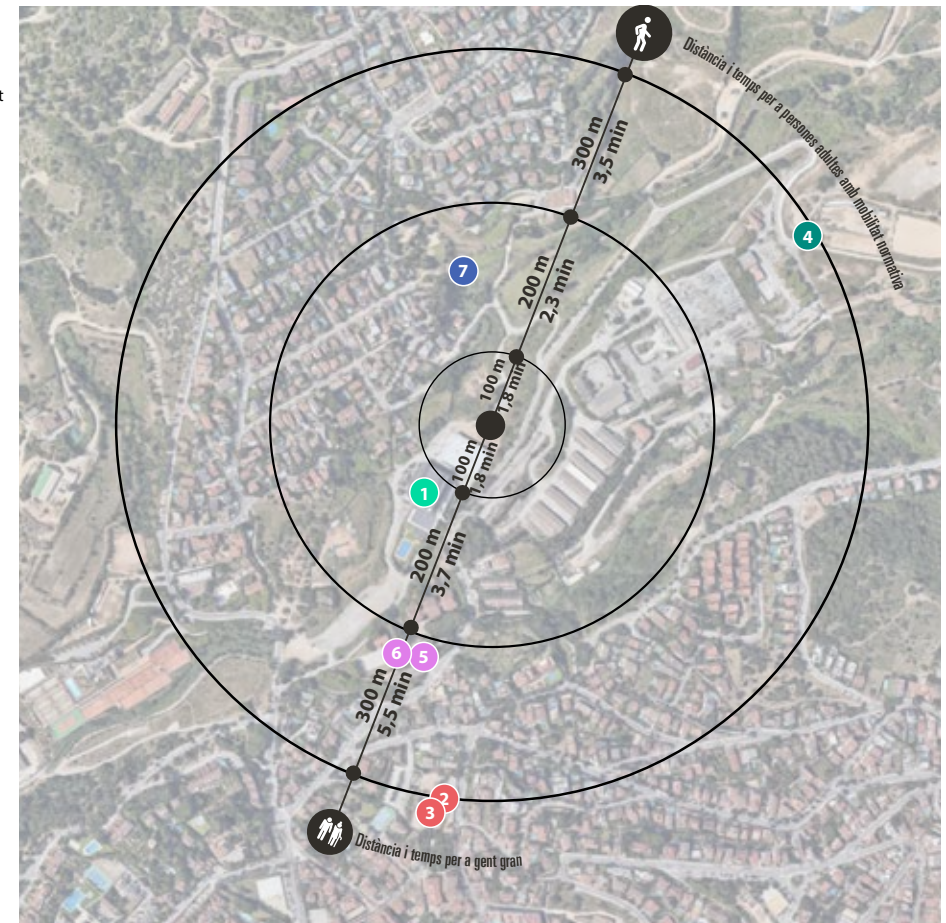 t
Distància i temps per a persones adultes amb mobilitat normativa
300 m
3,5 min
4
7
200 m
2,3 min
100 m
1,8 min
100 m
1,8 min
1
200 m
3,7 min
6
5
300 m
5,5 min
2
3
Distància i temps per a gent gran